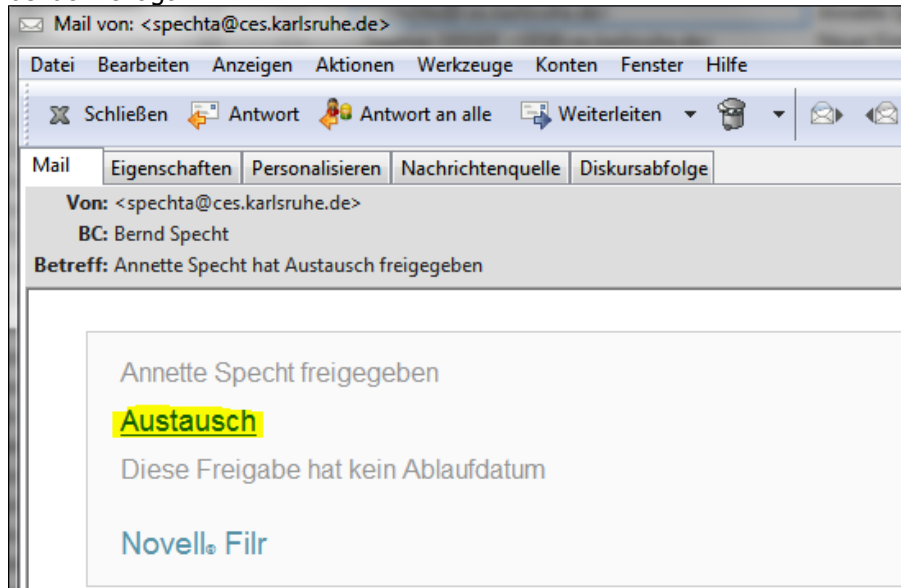 Mail von: <spechta@ces.karlsruhe.de>
Datei Bearbeiten Anzeigen Aktionen Werkzeuge Konten Fenster Hilfe
Schließen Antwort Antwort an alle Weiterleiten
Mail Eigenschaften Personalisieren Nachrichtenquelle Diskursabfolge
Von: <spechta@ces.karlsruhe.de>
BC: Bernd Specht
Betreff: Annette Specht hat Austausch freigegeben
Annette Specht freigegeben
Austausch
Diese Freigabe hat kein Ablaufdatum
Novell® Filr